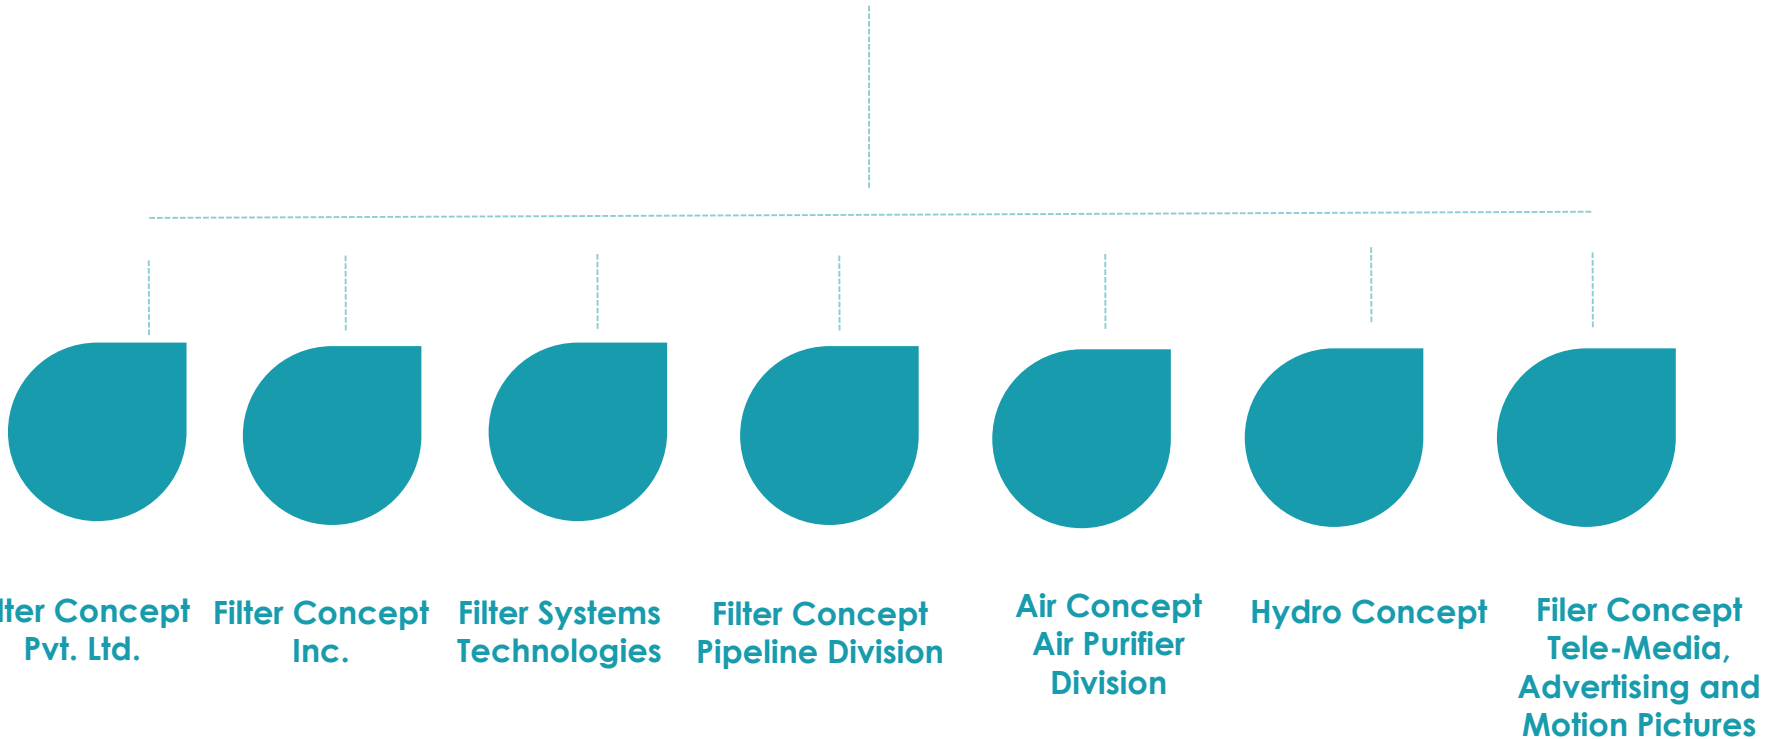 lter Concept
Pvt. Ltd.
Filter Concept
Inc.
Filter Systems
Technologies
Filter Concept
Pipeline Division
Air Concept
Air Purifier
Division
Hydro Concept
Filer Concept
Tele-Media,
Advertising and
Motion Pictures